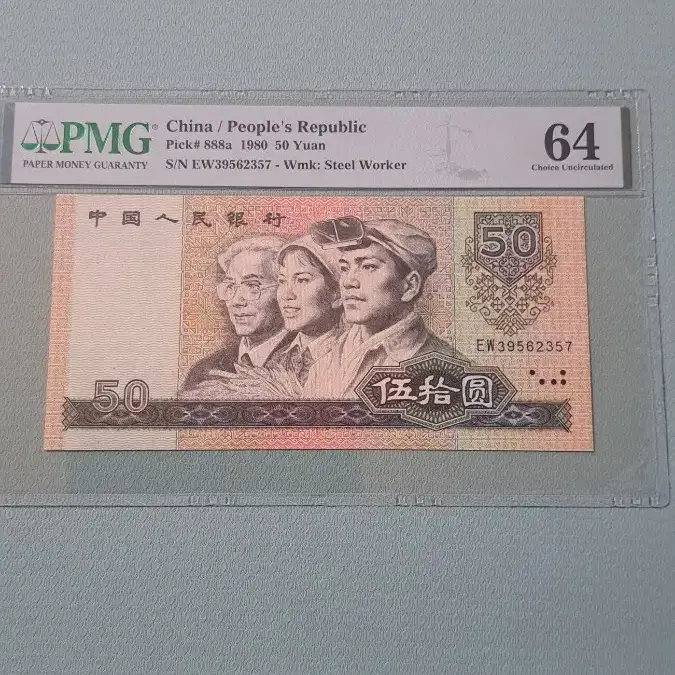 PMG
PAPER MONEY GUARANTY
China / People's Republic
Pick# 888a 1980 50 Yuan
S/N EW39562357 - Wmk: Steel Worker
64
Choice Uncirculated
中国人民银行
50
EW39562357
50
伍拾圆